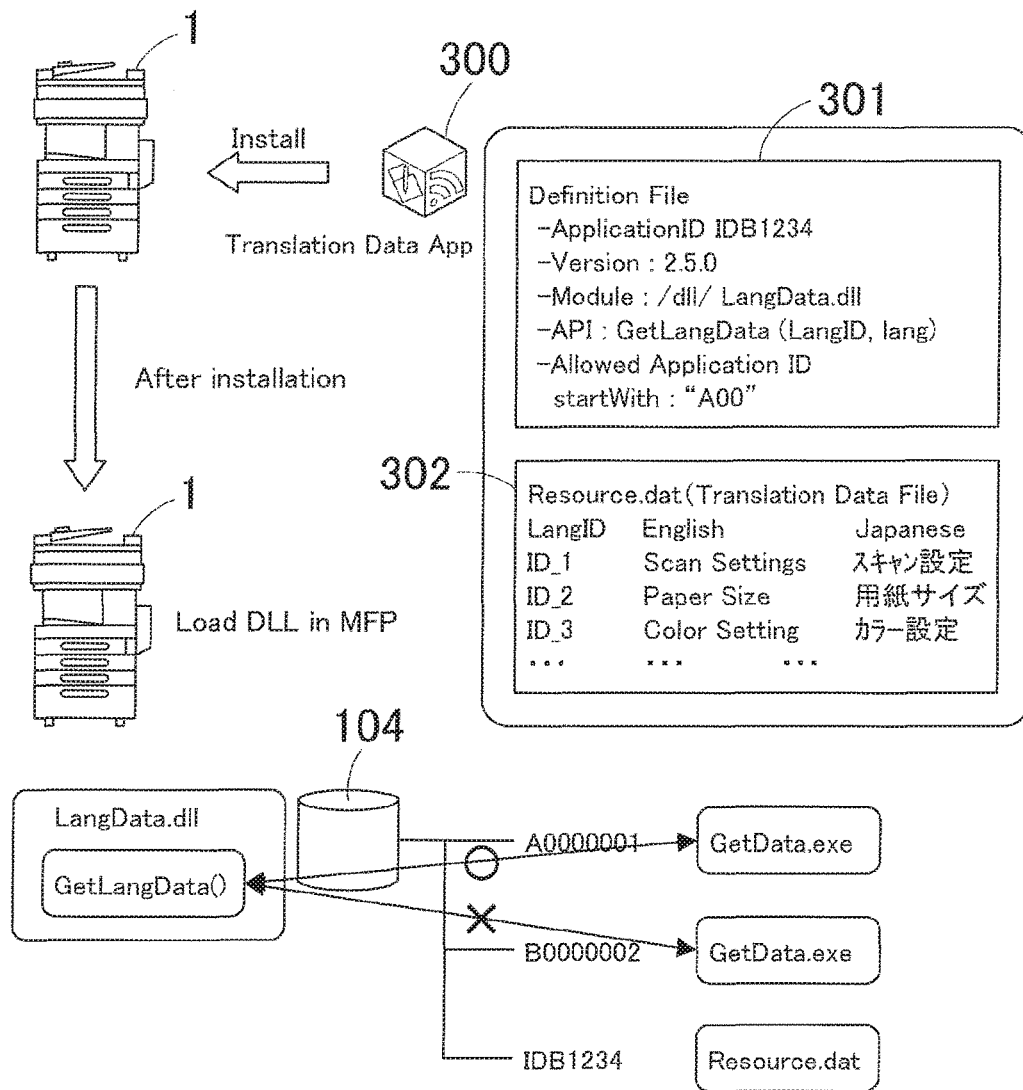 1
300
Install
Translation Data App
301
Definition File
-ApplicationID IDB1234
-Version : 2.5.0
-Module : /dll/ LangData.dll
-API : GetLangData (LangID, lang)
-Allowed Application ID
startWith : “A00”
After installation
302
Resource.dat(Translation Data File)
LangID English Japanese
ID_1 Scan Settings スキャン設定
ID_2 Paper Size 用紙サイズ
ID_3 Color Setting カラー設定
... ... ...
1
Load DLL in MFP
104
LangData.dll
GetLangData()
A0000001 GetData.exe
B0000002 GetData.exe
IDB1234 Resource.dat